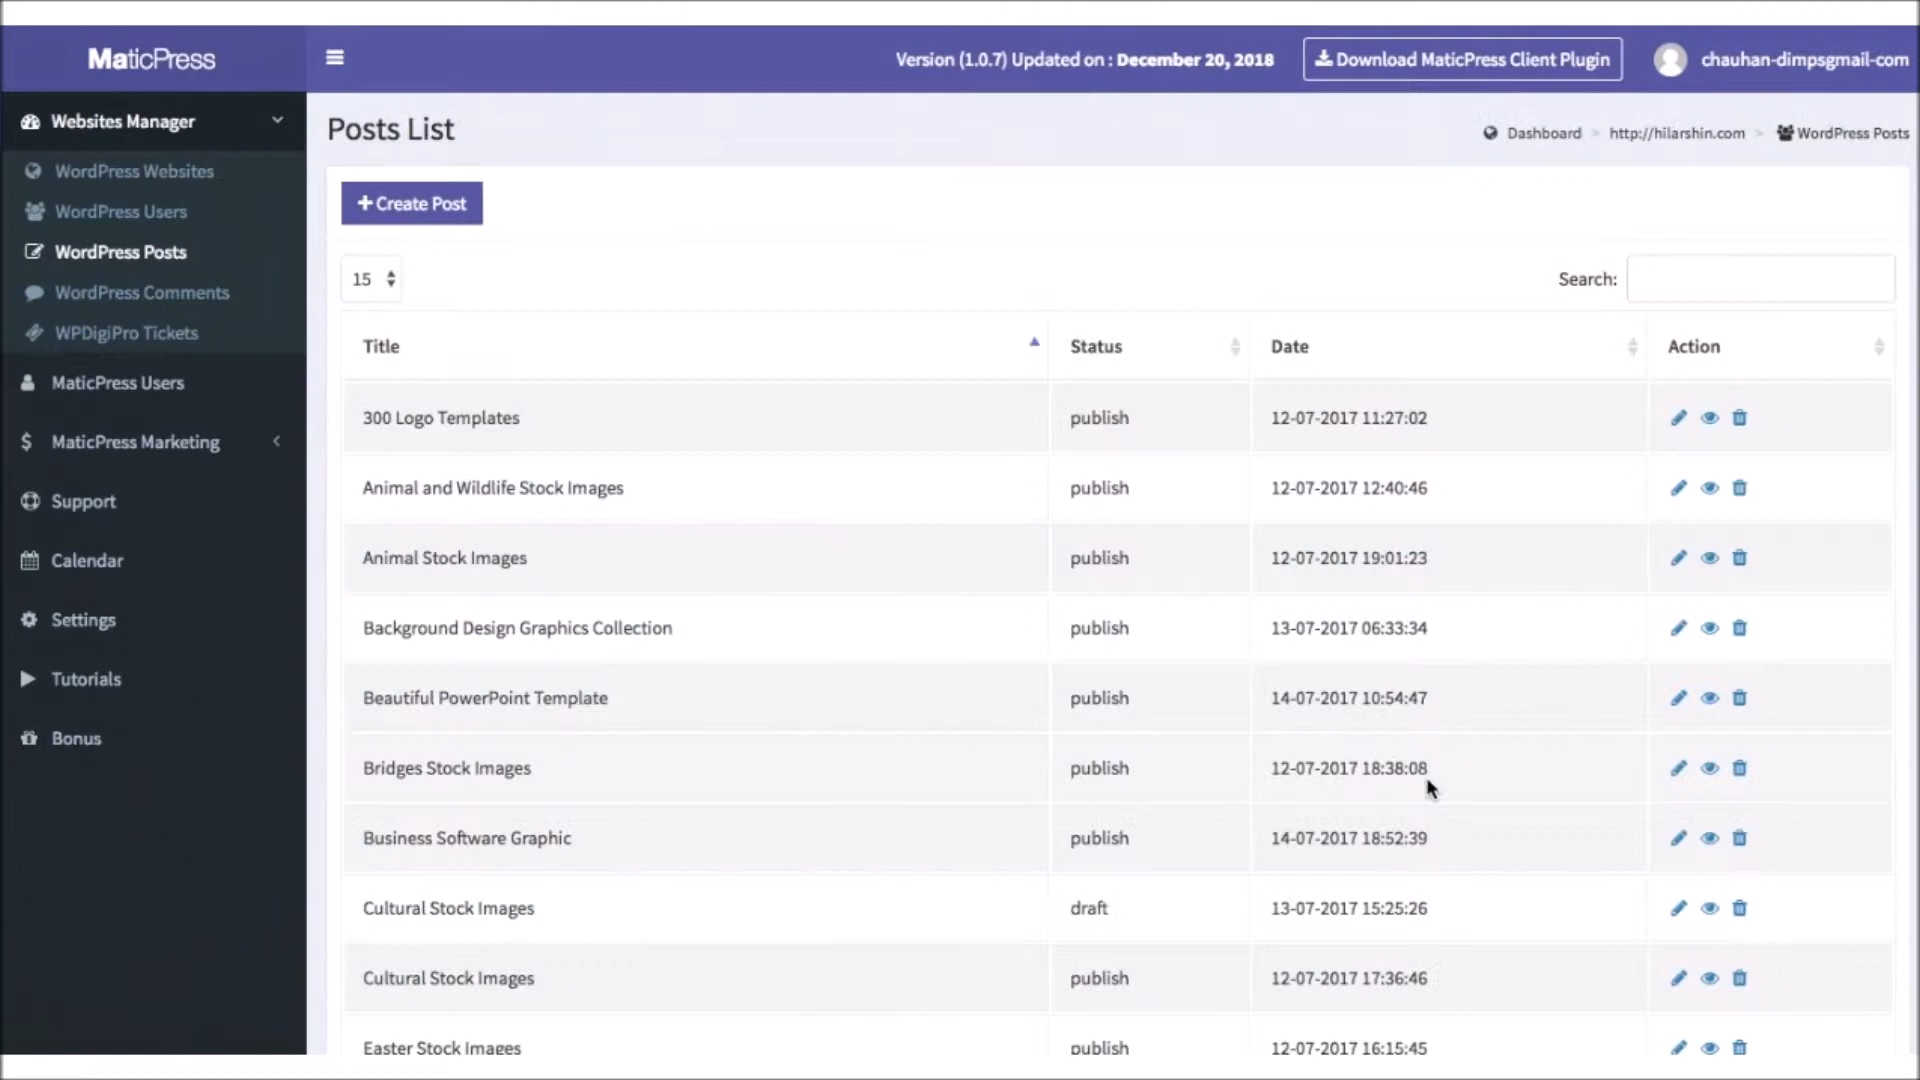 MaticPress
Version (1.0.7) Updated on : December 20, 2018
Download MaticPress Client Plugin
chauhan-dimpsgmail-com
Websites Manager
WordPress Websites
WordPress Users
WordPress Posts
WordPress Comments
WPDigiPro Tickets
MaticPress Users
MaticPress Marketing
Support
Calendar
Settings
Tutorials
Bonus
Posts List
Dashboard > http://hilarshin.com > WordPress Posts
+ Create Post
15
Search:
Title Status Date Action
300 Logo Templates publish 12-07-2017 11:27:02
Animal and Wildlife Stock Images publish 12-07-2017 12:40:46
Animal Stock Images publish 12-07-2017 19:01:23
Background Design Graphics Collection publish 13-07-2017 06:33:34
Beautiful PowerPoint Template publish 14-07-2017 10:54:47
Bridges Stock Images publish 12-07-2017 18:38:08
Business Software Graphic publish 14-07-2017 18:52:39
Cultural Stock Images draft 13-07-2017 15:25:26
Cultural Stock Images publish 12-07-2017 17:36:46
Easter Stock Images publish 12-07-2017 16:15:45